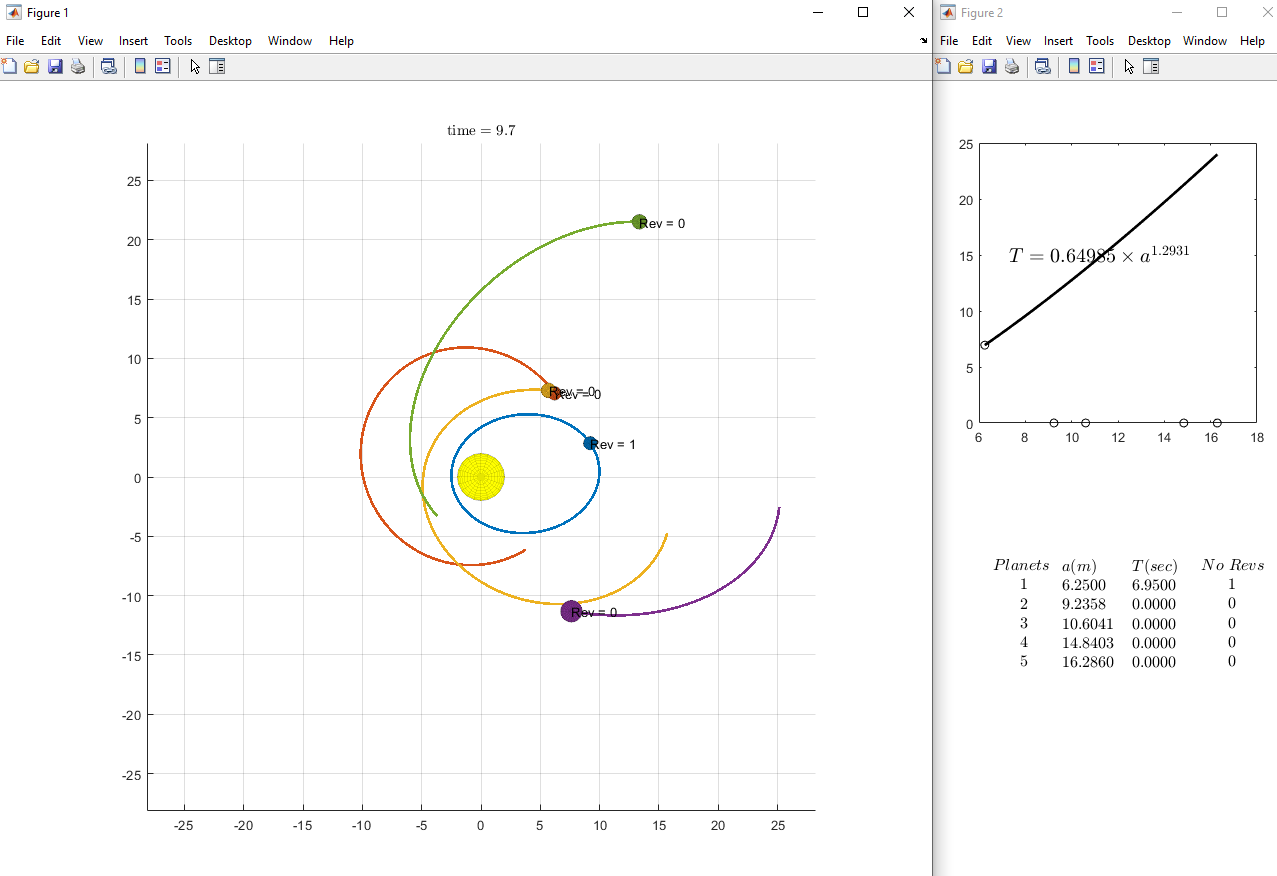 Figure 1
File Edit View Insert Tools Desktop Window Help
time = 9.7
25
20
15
10
5
0
-5
-10
-15
-20
-25
-25 -20 -15 -10 -5 0 5 10 15 20 25
Rev = 0
Rev = 0
Rev = 0
Rev = 1
Rev = 0
Figure 2
File Edit View Insert Tools Desktop Window Help
25
20
15
10
5
0
6 8 10 12 14 16 18
T = 0.64985 × a^1.2931
Planets a(m) T(sec) No Revs
1 6.2500 6.9500 1
2 9.2358 0.0000 0
3 10.6041 0.0000 0
4 14.8403 0.0000 0
5 16.2860 0.0000 0